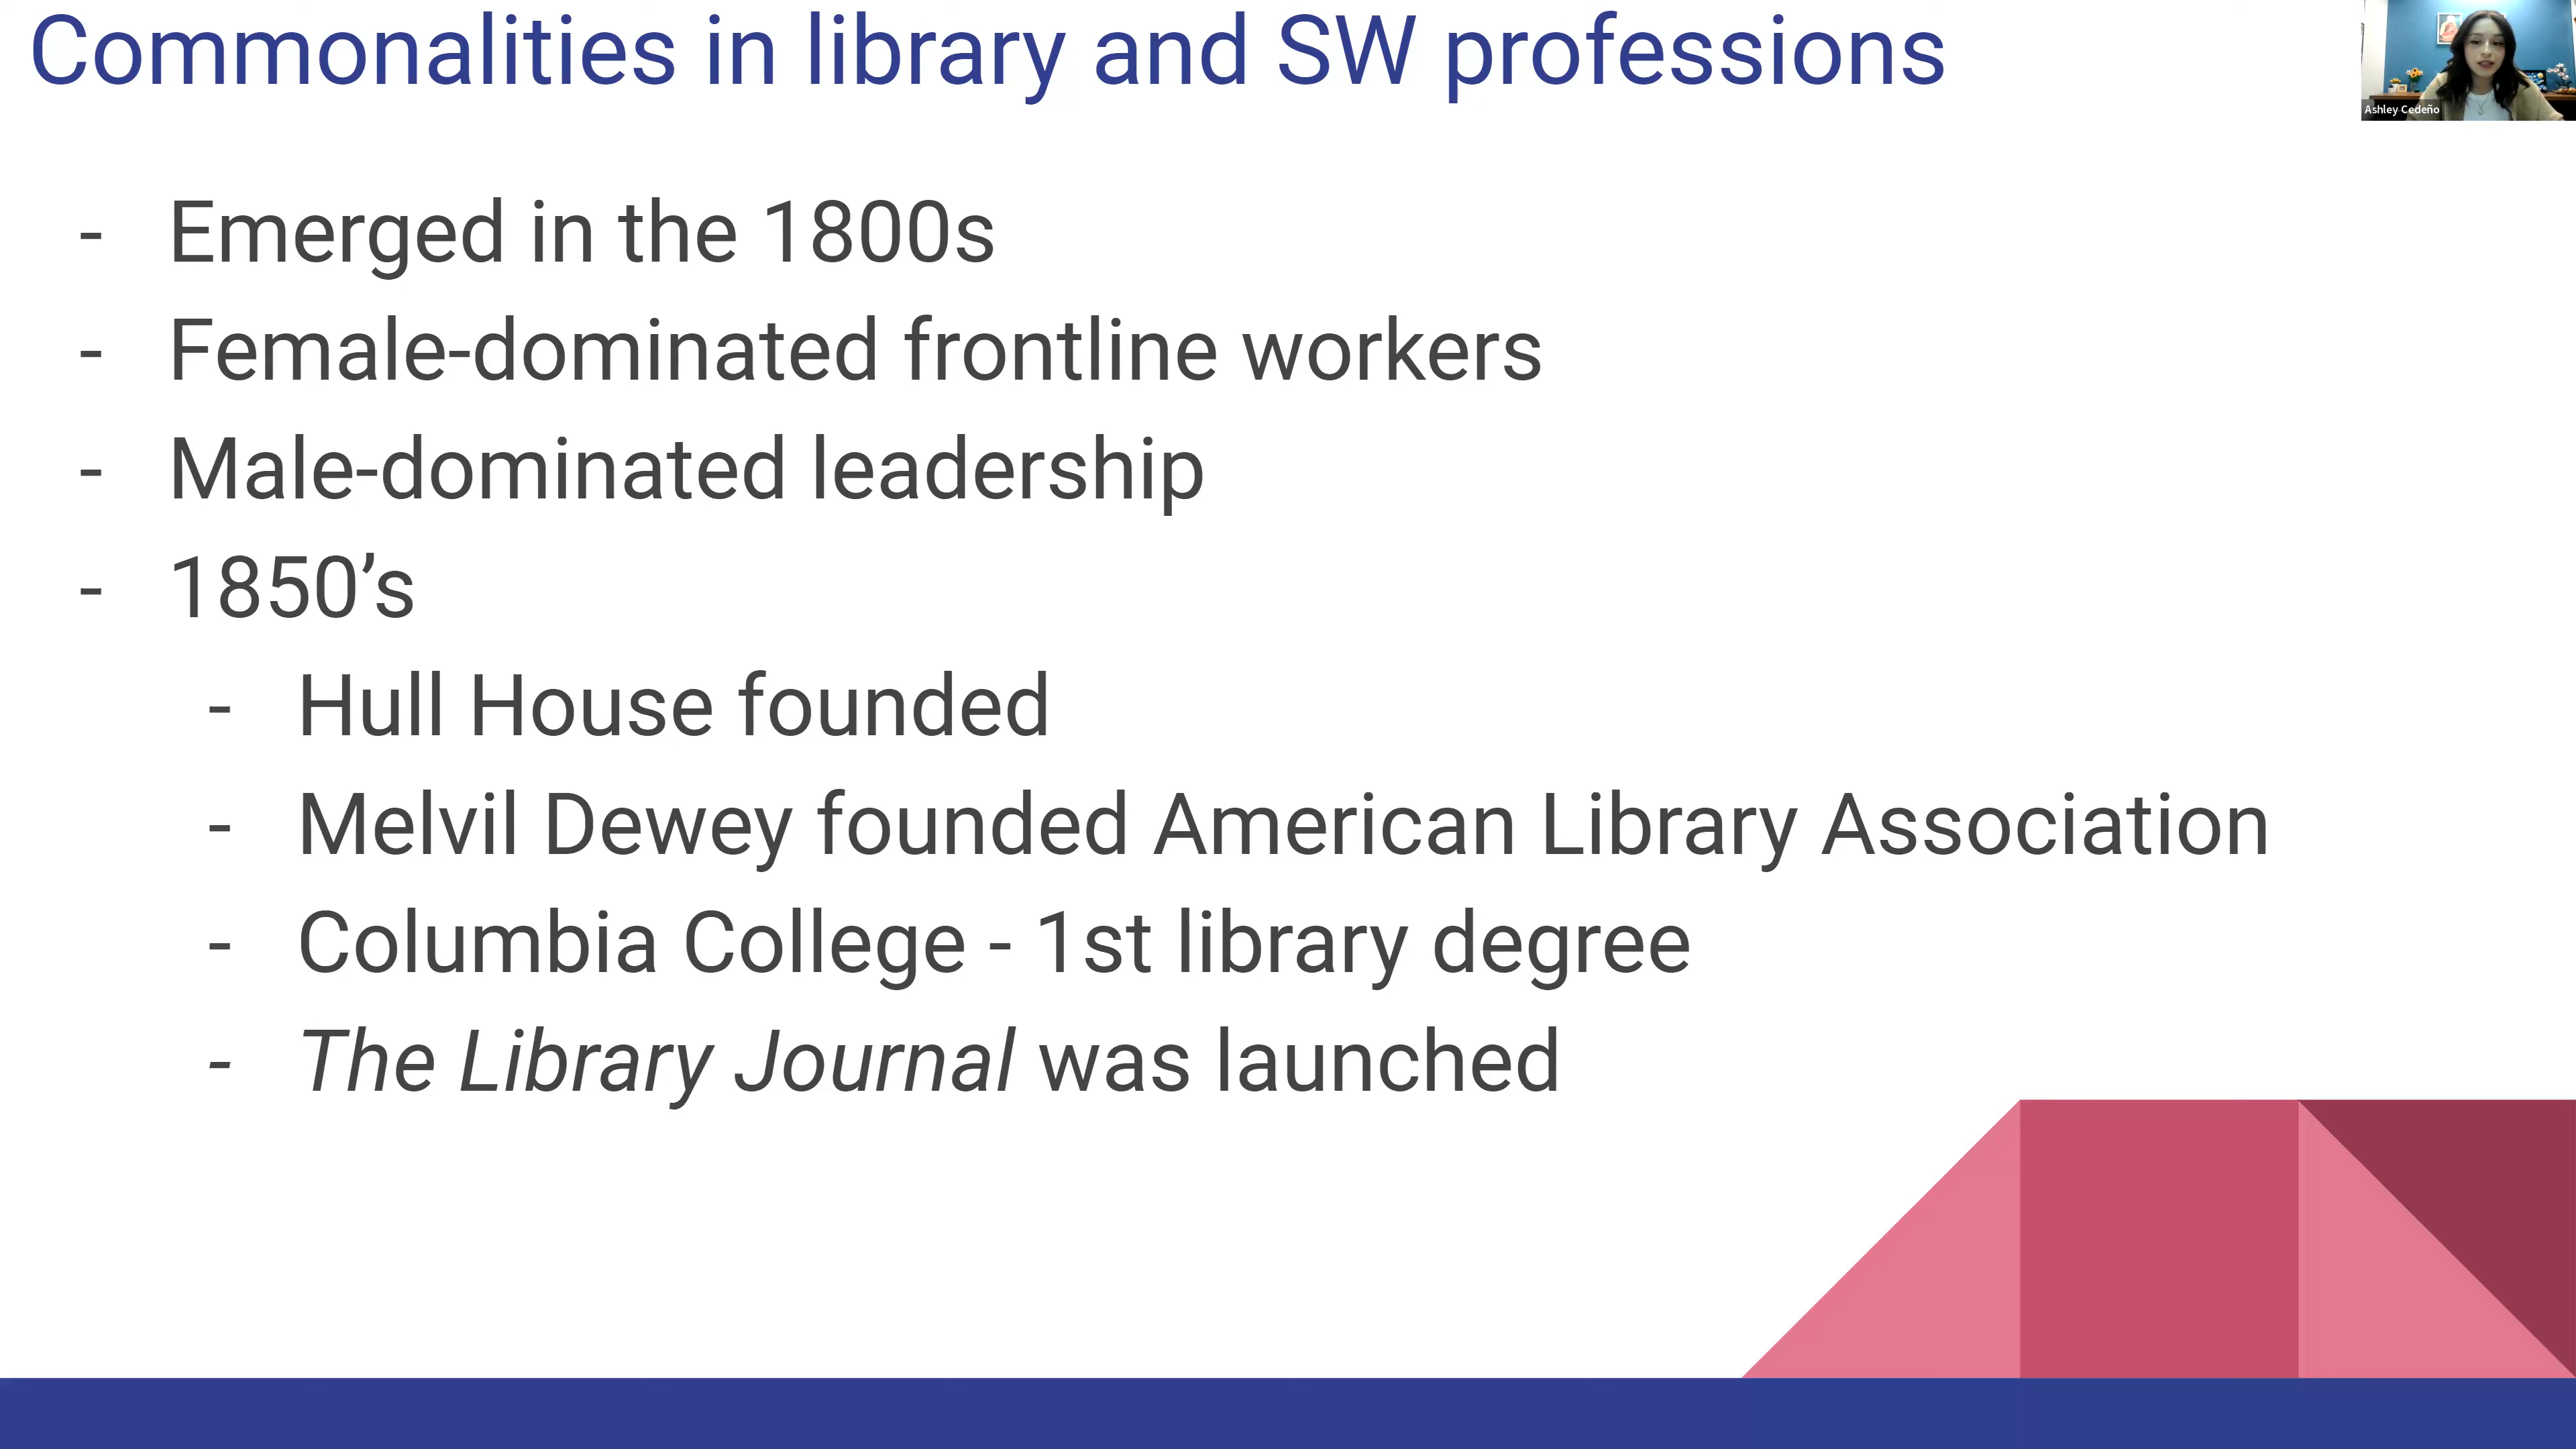 Commonalities in library and SW professions
Ashley Cedeño
- Emerged in the 1800s
- Female-dominated frontline workers
- Male-dominated leadership
- 1850’s
- Hull House founded
- Melvil Dewey founded American Library Association
- Columbia College - 1st library degree
- The Library Journal was launched